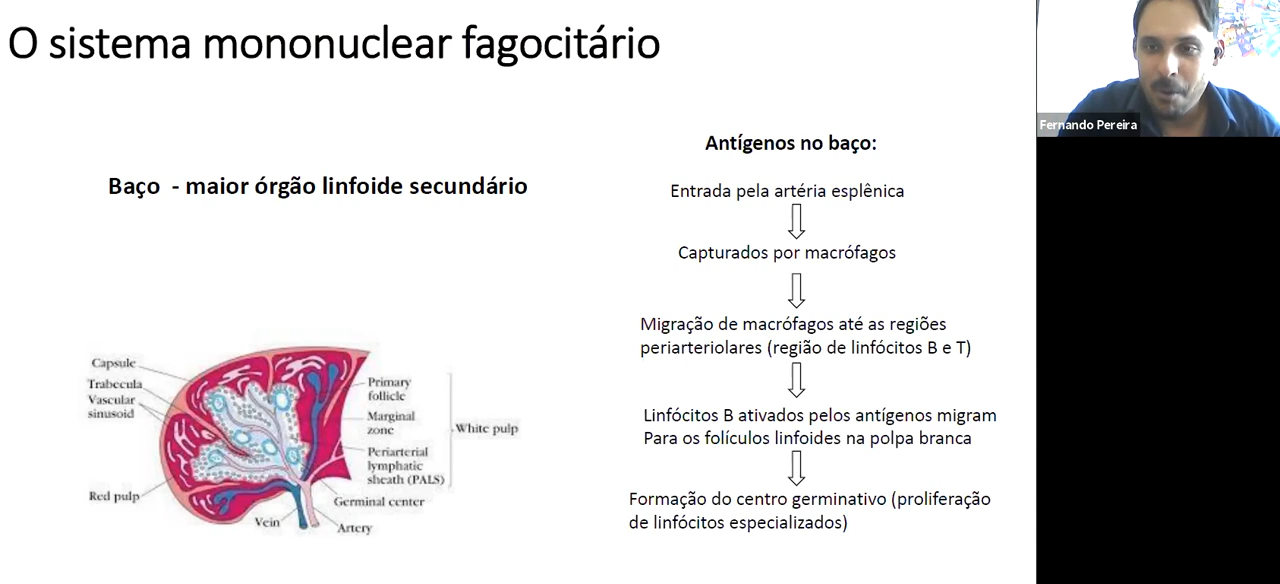 O sistema mononuclear fagocitário
Fernando Pereira
Baço - maior órgão linfoide secundário
Antígenos no baço:
Entrada pela artéria esplênica
Capturados por macrófagos
Migração de macrófagos até as regiões
periarteriolares (região de linfócitos B e T)
Linfócitos B ativados pelos antígenos migram
Para os folículos linfoides na polpa branca
Formação do centro germinativo (proliferação
de linfócitos especializados)
Capsule
Trabecula
Vascular
sinusoid
Red pulp
Vein
Artery
Primary
follicle
Marginal
zone
Periarterial
lymphatic
sheath (PALS)
Germinal center
White pulp